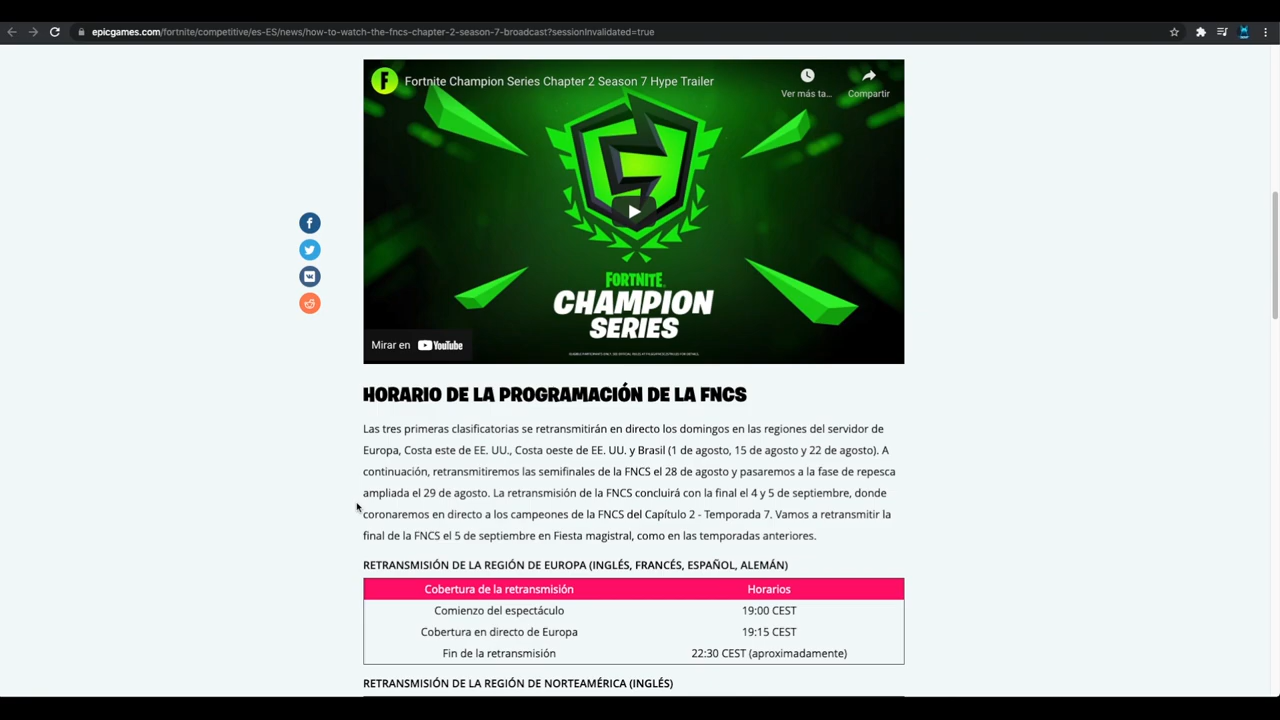 epicgames.com/fortnite/competitive/es-ES/news/how-to-watch-the-fncs-chapter-2-season-7-broadcast?sessionInvalidated=true
Fortnite Champion Series Chapter 2 Season 7 Hype Trailer
Ver más ta...
Compartir
FORTNITE
CHAMPION
SERIES
Mirar en YouTube
HORARIO DE LA PROGRAMACIÓN DE LA FNCS
Las tres primeras clasificatorias se retransmitirán en directo los domingos en las regiones del servidor de
Europa, Costa este de EE. UU., Costa oeste de EE. UU. y Brasil (1 de agosto, 15 de agosto y 22 de agosto). A
continuación, retransmitiremos las semifinales de la FNCS el 28 de agosto y pasaremos a la fase de repesca
ampliada el 29 de agosto. La retransmisión de la FNCS concluirá con la final el 4 y 5 de septiembre, donde
coronaremos en directo a los campeones de la FNCS del Capítulo 2 - Temporada 7. Vamos a retransmitir la
final de la FNCS el 5 de septiembre en Fiesta magistral, como en las temporadas anteriores.
RETRANSMISIÓN DE LA REGIÓN DE EUROPA (INGLÉS, FRANCÉS, ESPAÑOL, ALEMÁN)
Cobertura de la retransmisión Horarios
Comienzo del espectáculo 19:00 CEST
Cobertura en directo de Europa 19:15 CEST
Fin de la retransmisión 22:30 CEST (aproximadamente)
RETRANSMISIÓN DE LA REGIÓN DE NORTEAMÉRICA (INGLÉS)